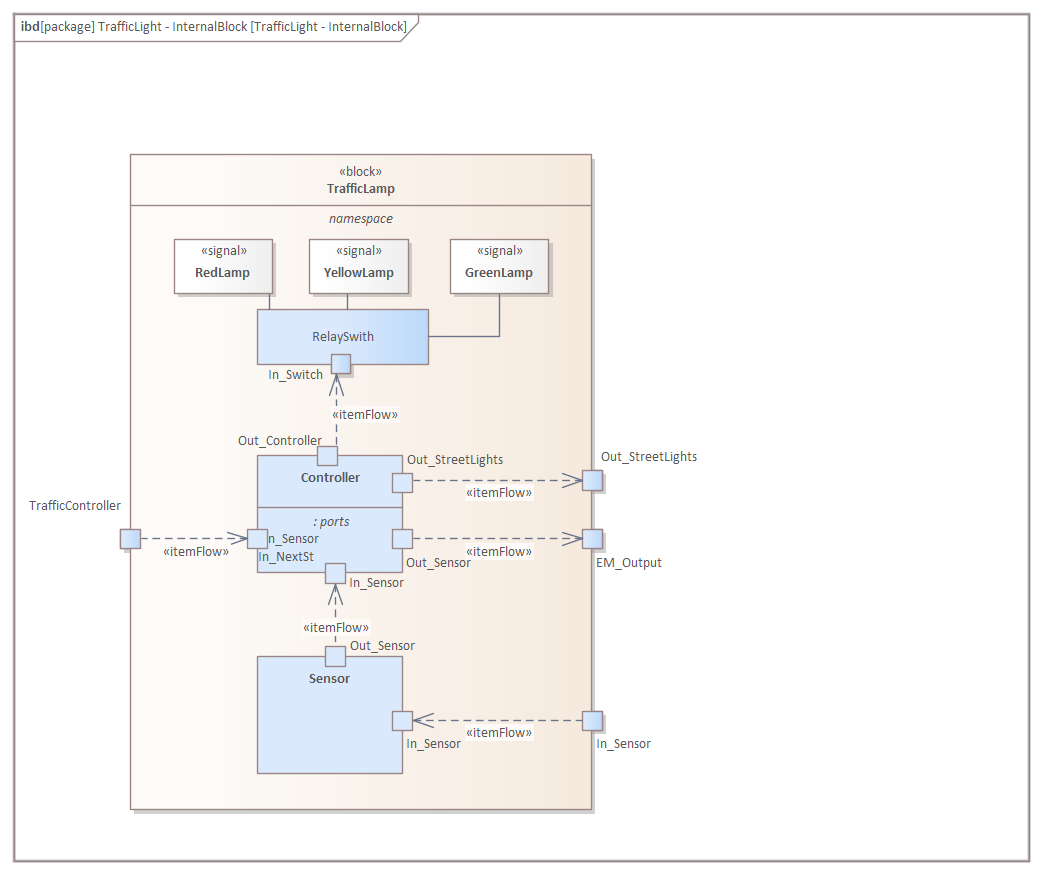 ibd[package] TrafficLight - InternalBlock [TrafficLight - InternalBlock]
«block»
TrafficLamp
namespace
«signal»
RedLamp
«signal»
YellowLamp
«signal»
GreenLamp
RelaySwith
In_Switch
«itemFlow»
Out_Controller
Controller
Out_StreetLights
Out_StreetLights
«itemFlow»
TrafficController
: ports
«itemFlow»
n_Sensor
In_NextSt
«itemFlow»
Out_Sensor
EM_Output
In_Sensor
«itemFlow»
Out_Sensor
Sensor
«itemFlow»
In_Sensor
In_Sensor